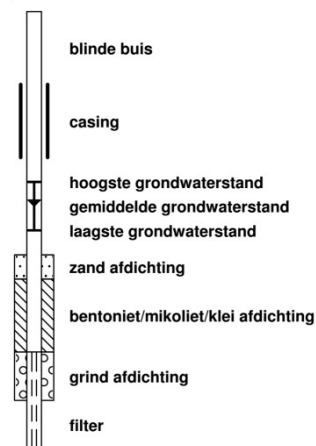 blinde buis
casing
hoogste grondwaterstand
gemiddelde grondwaterstand
laagste grondwaterstand
zand afdichting
bentoniet/mikoliet/klei afdichting
grind afdichting
filter